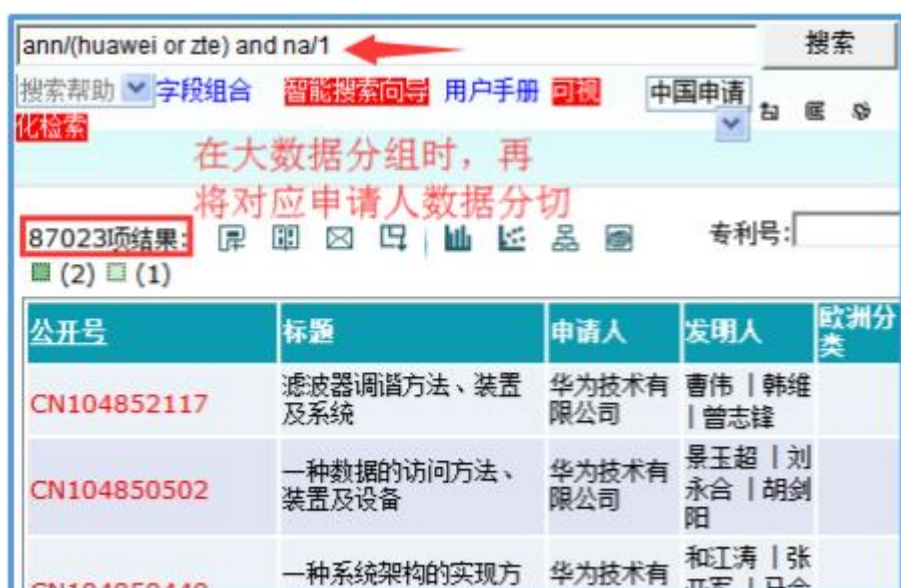 ann/(huawei or zte) and na/1
搜索
搜索帮助 字段组合 智能搜索向导 用户手册 可视
化检索
中国申请
在大数据分组时，再
将对应申请人数据分切
87023项结果:
专利号:
(2) (1)
公开号 标题 申请人 发明人 欧洲分
类
CN104852117 滤波器调谐方法、装置
及系统 华为技术有
限公司 曹伟 | 韩维
| 曾志锋
CN104850502 一种数据的访问方法、
装置及设备 华为技术有
限公司 景玉超 | 刘
永合 | 胡剑
阳
一种系统架构的实现方 华为技术有 和江涛 | 张